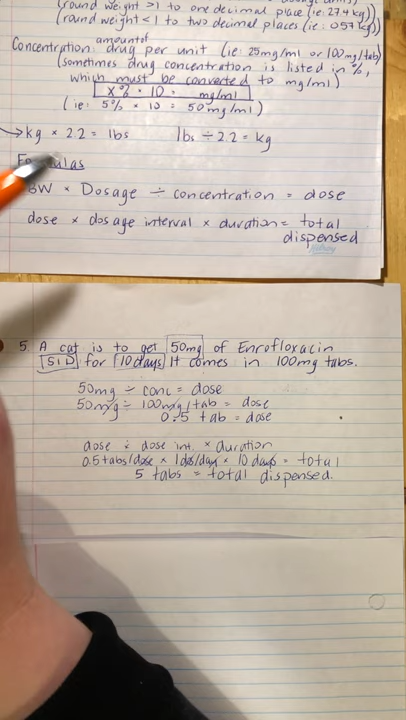 (round weight >1 to one decimal place (ie: 27.4 kg))
(round weight <1 to two decimal places (ie: 0.57 kg))
amount of
Concentration: drug per unit (ie: 25mg/ml or 100mg/tab)
(sometimes drug concentration is listed in %,
which must be converted to mg/ml)
X% × 10 = mg/ml
(ie: 5% × 10 = 50mg/ml)
→ kg × 2.2 = lbs lbs ÷ 2.2 = kg
BW × Dosage ÷ concentration = dose
dose × dosage interval × duration = total
dispensed
5. A cat is to get 50mg of Enrofloxacin
SID for 10 days. It comes in 100mg tabs.
50mg ÷ conc = dose
50mg ÷ 100mg/tab = dose
0.5 tab = dose
dose × dose int. × duration
0.5 tabs/dose × 1 dose/day × 10 days = total
5 tabs = total dispensed.